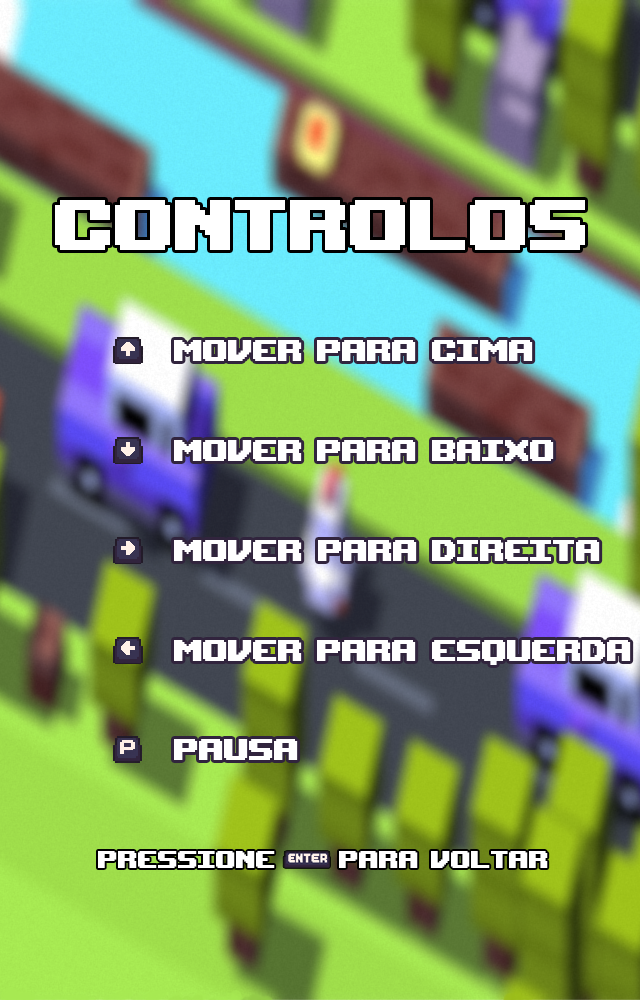 CONTROLOS
MOVER PARA CIMA
MOVER PARA BAIXO
MOVER PARA DIREITA
MOVER PARA ESQUERDA
P PAUSA
PRESSIONE ENTER PARA VOLTAR